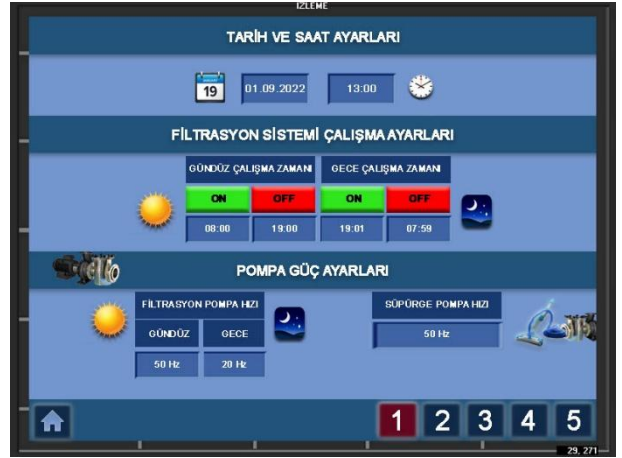 İZLEME
TARİH VE SAAT AYARLARI
19 01.09.2022 13:00
FİLTRASYON SİSTEMİ ÇALIŞMA AYARLARI
GÜNDÜZ ÇALIŞMA ZAMANI GECE ÇALIŞMA ZAMANI
ON OFF ON OFF
08:00 19:00 19:01 07:59
POMPA GÜÇ AYARLARI
FİLTRASYON POMPA HIZI SÜPÜRGE POMPA HIZI
GÜNDÜZ GECE 50 Hz
50 Hz 20 Hz
1 2 3 4 5
29, 271